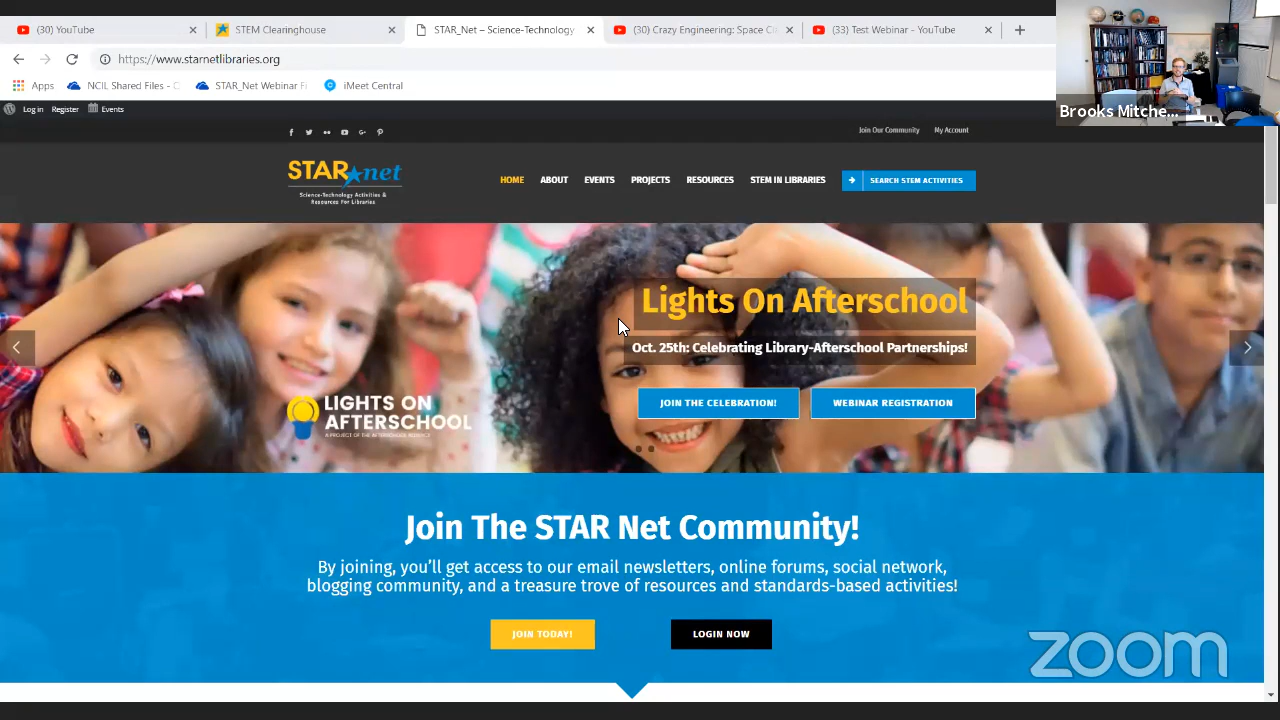 (30) YouTube
STEM Clearinghouse
STAR_Net – Science-Technology
(30) Crazy Engineering: Space C
(33) Test Webinar - YouTube
https://www.starnetlibraries.org
Apps
NCIL Shared Files - C
STAR_Net Webinar Fi
iMeet Central
Brooks Mitche...
Log in
Register
Events
Join Our Community
My Account
STAR net
Science-Technology Activities &
Resources For Libraries
HOME
ABOUT
EVENTS
PROJECTS
RESOURCES
STEM IN LIBRARIES
SEARCH STEM ACTIVITIES
Lights On Afterschool
Oct. 25th: Celebrating Library-Afterschool Partnerships!
JOIN THE CELEBRATION!
WEBINAR REGISTRATION
LIGHTS ON
AFTERSCHOOL
Join The STAR Net Community!
By joining, you'll get access to our email newsletters, online forums, social network,
blogging community, and a treasure trove of resources and standards-based activities!
JOIN TODAY!
LOGIN NOW
zoom